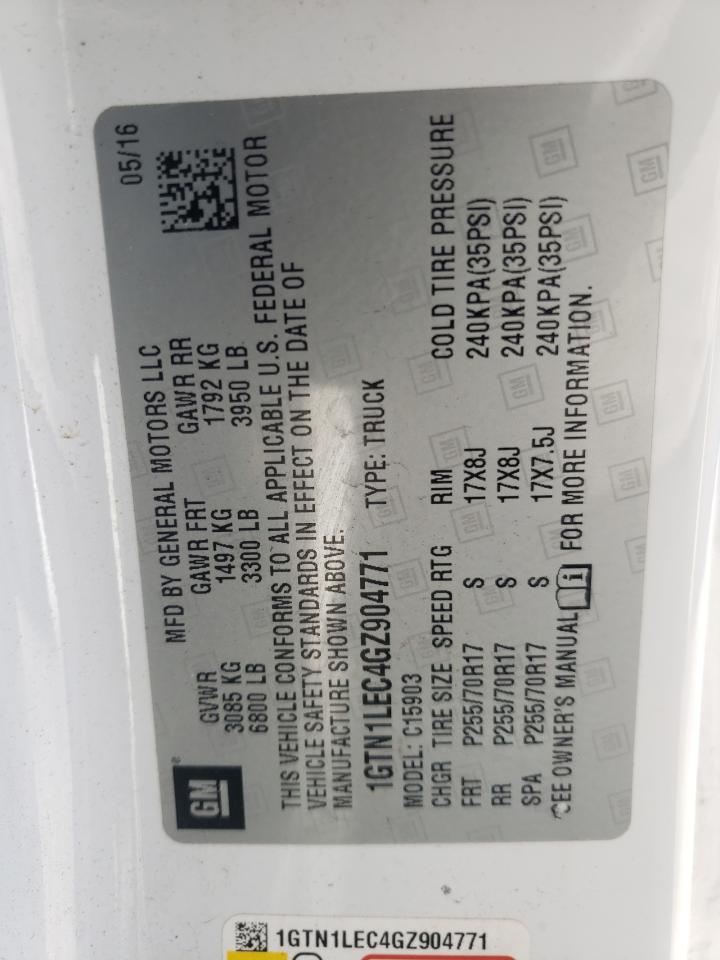 GM
05/16
MFD BY GENERAL MOTORS LLC
GVWR GAWR FRT GAWR RR
3085 KG 1497 KG 1792 KG
6800 LB 3300 LB 3950 LB
THIS VEHICLE CONFORMS TO ALL APPLICABLE U.S. FEDERAL MOTOR
VEHICLE SAFETY STANDARDS IN EFFECT ON THE DATE OF
MANUFACTURE SHOWN ABOVE.
1GTN1LEC4GZ904771 TYPE: TRUCK
MODEL: C15903
CHGR TIRE SIZE SPEED RTG RIM COLD TIRE PRESSURE
FRT P255/70R17 S 17X8J 240KPA(35PSI)
RR P255/70R17 S 17X8J 240KPA(35PSI)
SPA P255/70R17 S 17X7.5J 240KPA(35PSI)
SEE OWNER'S MANUAL i FOR MORE INFORMATION.
1GTN1LEC4GZ904771